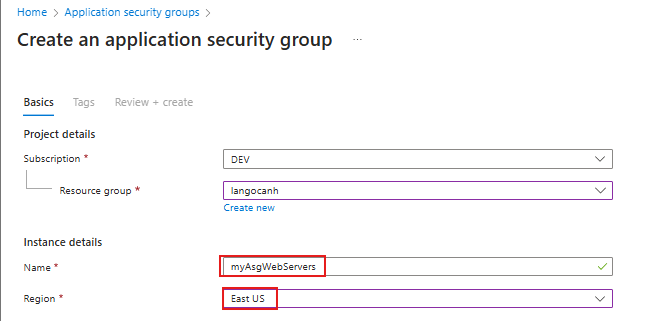 Home > Application security groups >
Create an application security group ...
Basics Tags Review + create
Project details
Subscription * DEV
Resource group * langocanh
Create new
Instance details
Name * myAsgWebServers
Region * East US